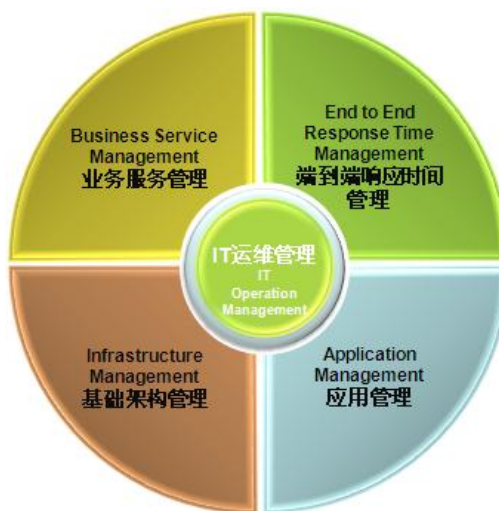 Business Service
Management
业务服务管理
End to End
Response Time
Management
端到端响应时间
管理
IT运维管理
IT
Operation
Management
Infrastructure
Management
基础架构管理
Application
Management
应用管理